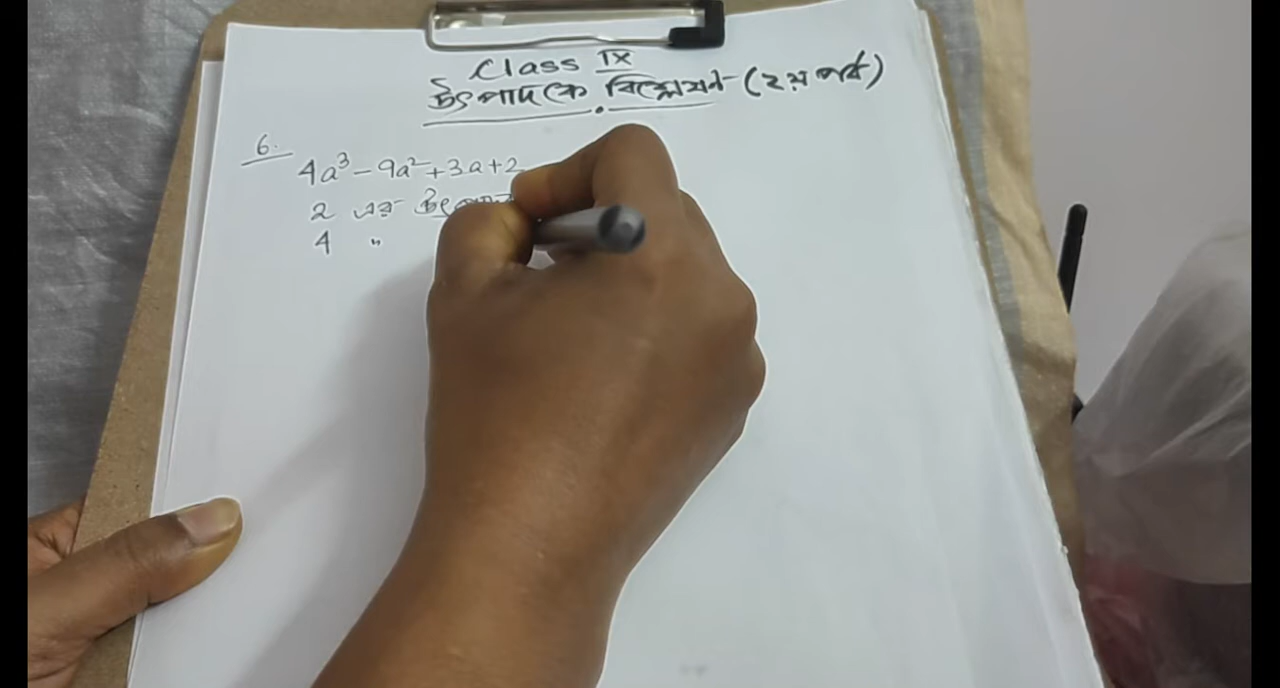 Class IX
উৎপাদকে বিশ্লেষণ (২য় পর্ব)
6.
4a³-9a²+3a+2
2 এর
4 "